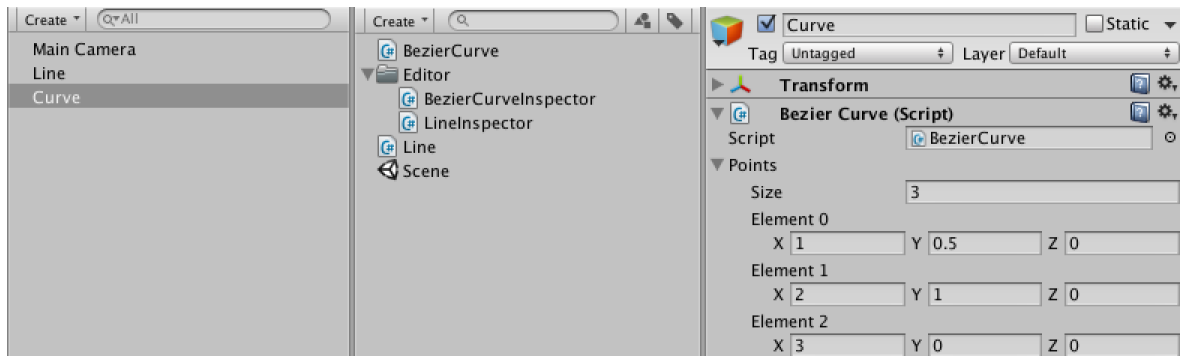 Create
All
Main Camera
Line
Curve
Create
BezierCurve
Editor
BezierCurveInspector
LineInspector
Line
Scene
Curve Static
Tag Untagged Layer Default
Transform
Bezier Curve (Script)
Script BezierCurve
Points
Size 3
Element 0
X 1 Y 0.5 Z 0
Element 1
X 2 Y 1 Z 0
Element 2
X 3 Y 0 Z 0